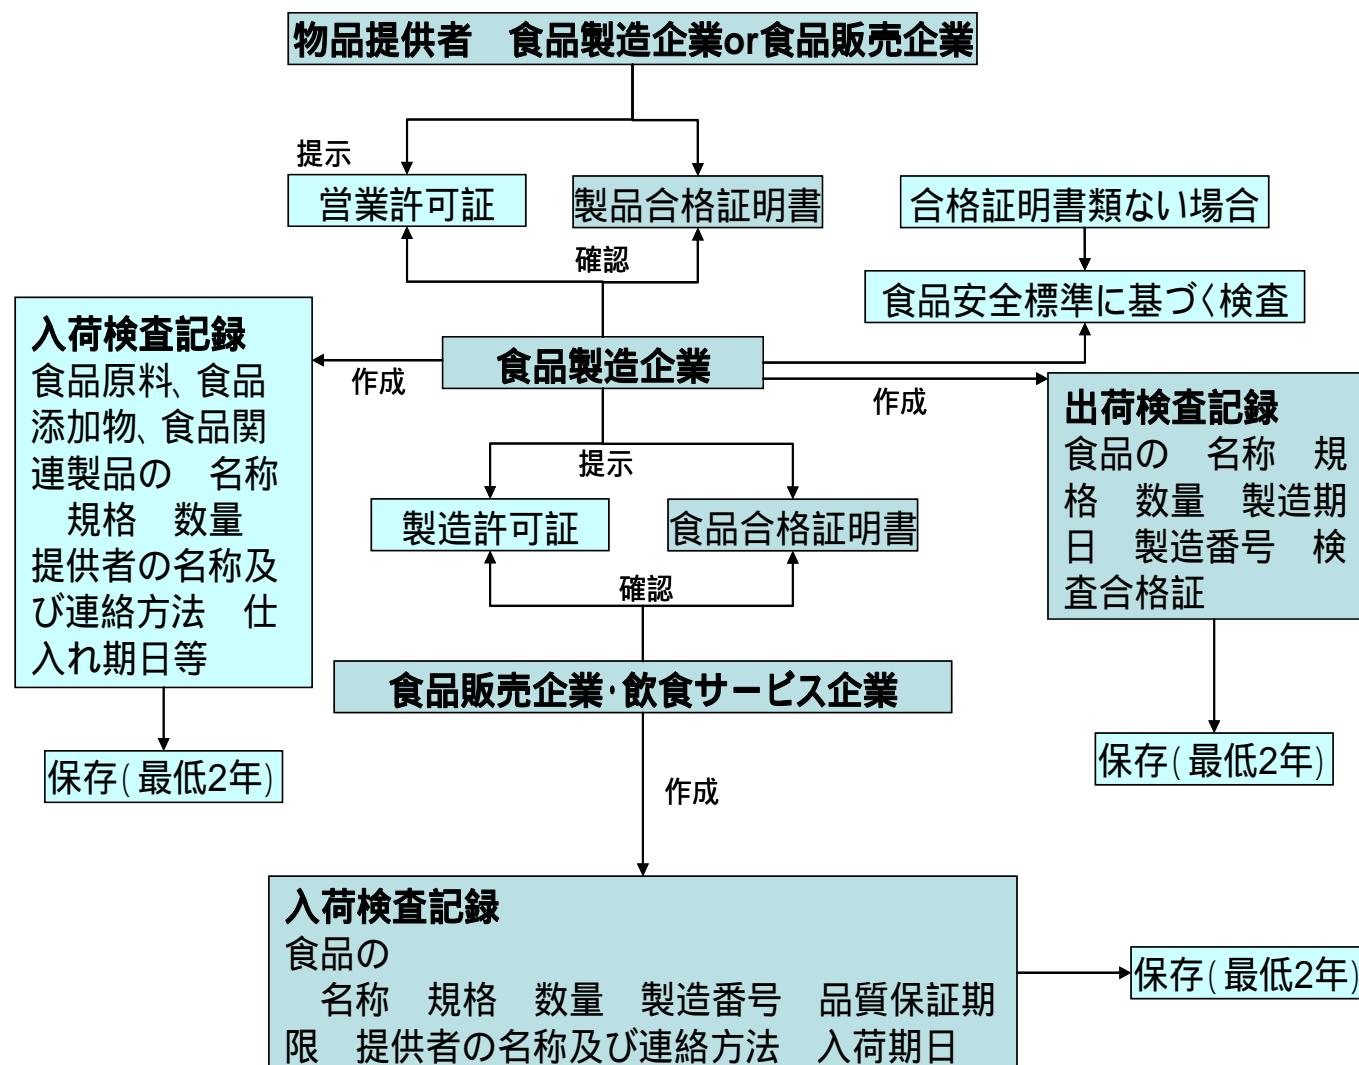 物品提供者　食品製造企業or食品販売企業
提示
営業許可証
製品合格証明書
合格証明書類ない場合
確認
食品安全標準に基づく検査
入荷検査記録
食品原料、食品
添加物、食品関
連製品の　名称
　規格　数量
提供者の名称及
び連絡方法　仕
入れ期日等
食品製造企業
作成
作成
出荷検査記録
食品の　名称　規
格　数量　製造期
日　製造番号　検
査合格証
提示
製造許可証
食品合格証明書
確認
食品販売企業・飲食サービス企業
保存(最低2年)
保存(最低2年)
作成
入荷検査記録
食品の
　名称　規格　数量　製造番号　品質保証期
限　提供者の名称及び連絡方法　入荷期日
保存(最低2年)